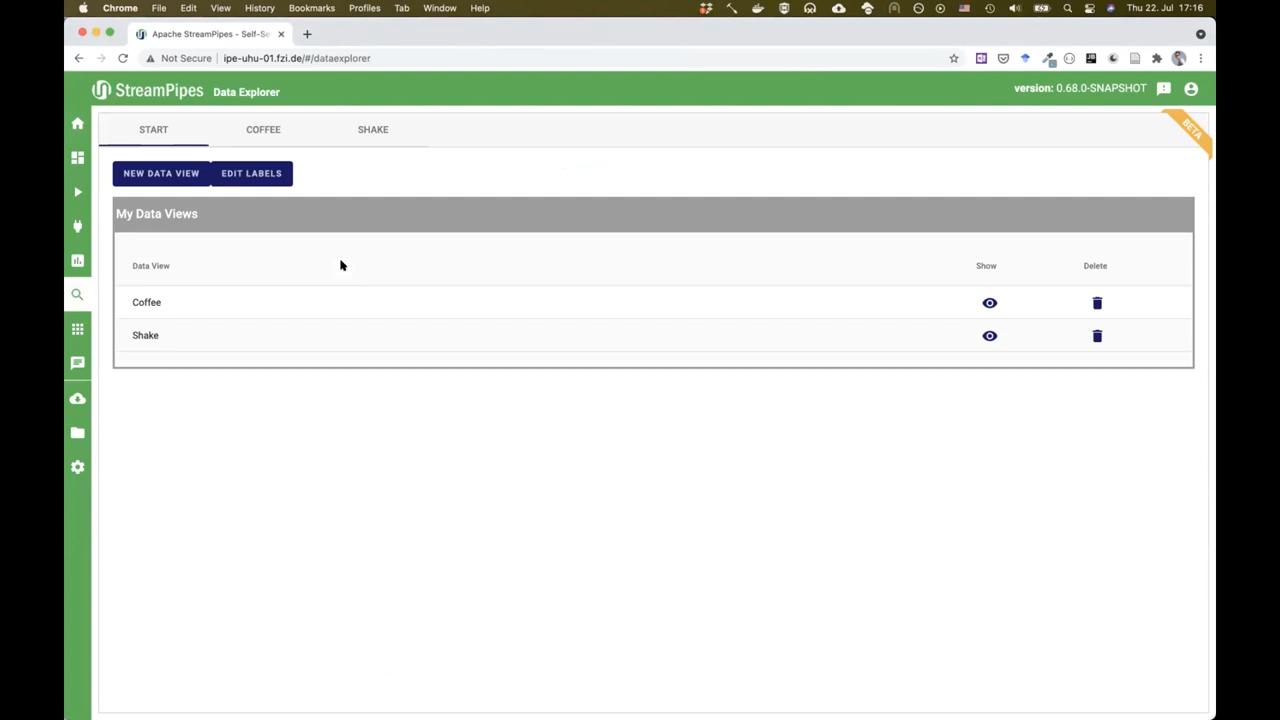 Chrome File Edit View History Bookmarks Profiles Tab Window Help Thu 22. Jul 17:16
Apache StreamPipes - Self-Se
Not Secure ipe-uhu-01.fzi.de/#/dataexplorer
StreamPipes Data Explorer version: 0.68.0-SNAPSHOT
START COFFEE SHAKE BETA
NEW DATA VIEW EDIT LABELS
My Data Views
Data View Show Delete
Coffee
Shake